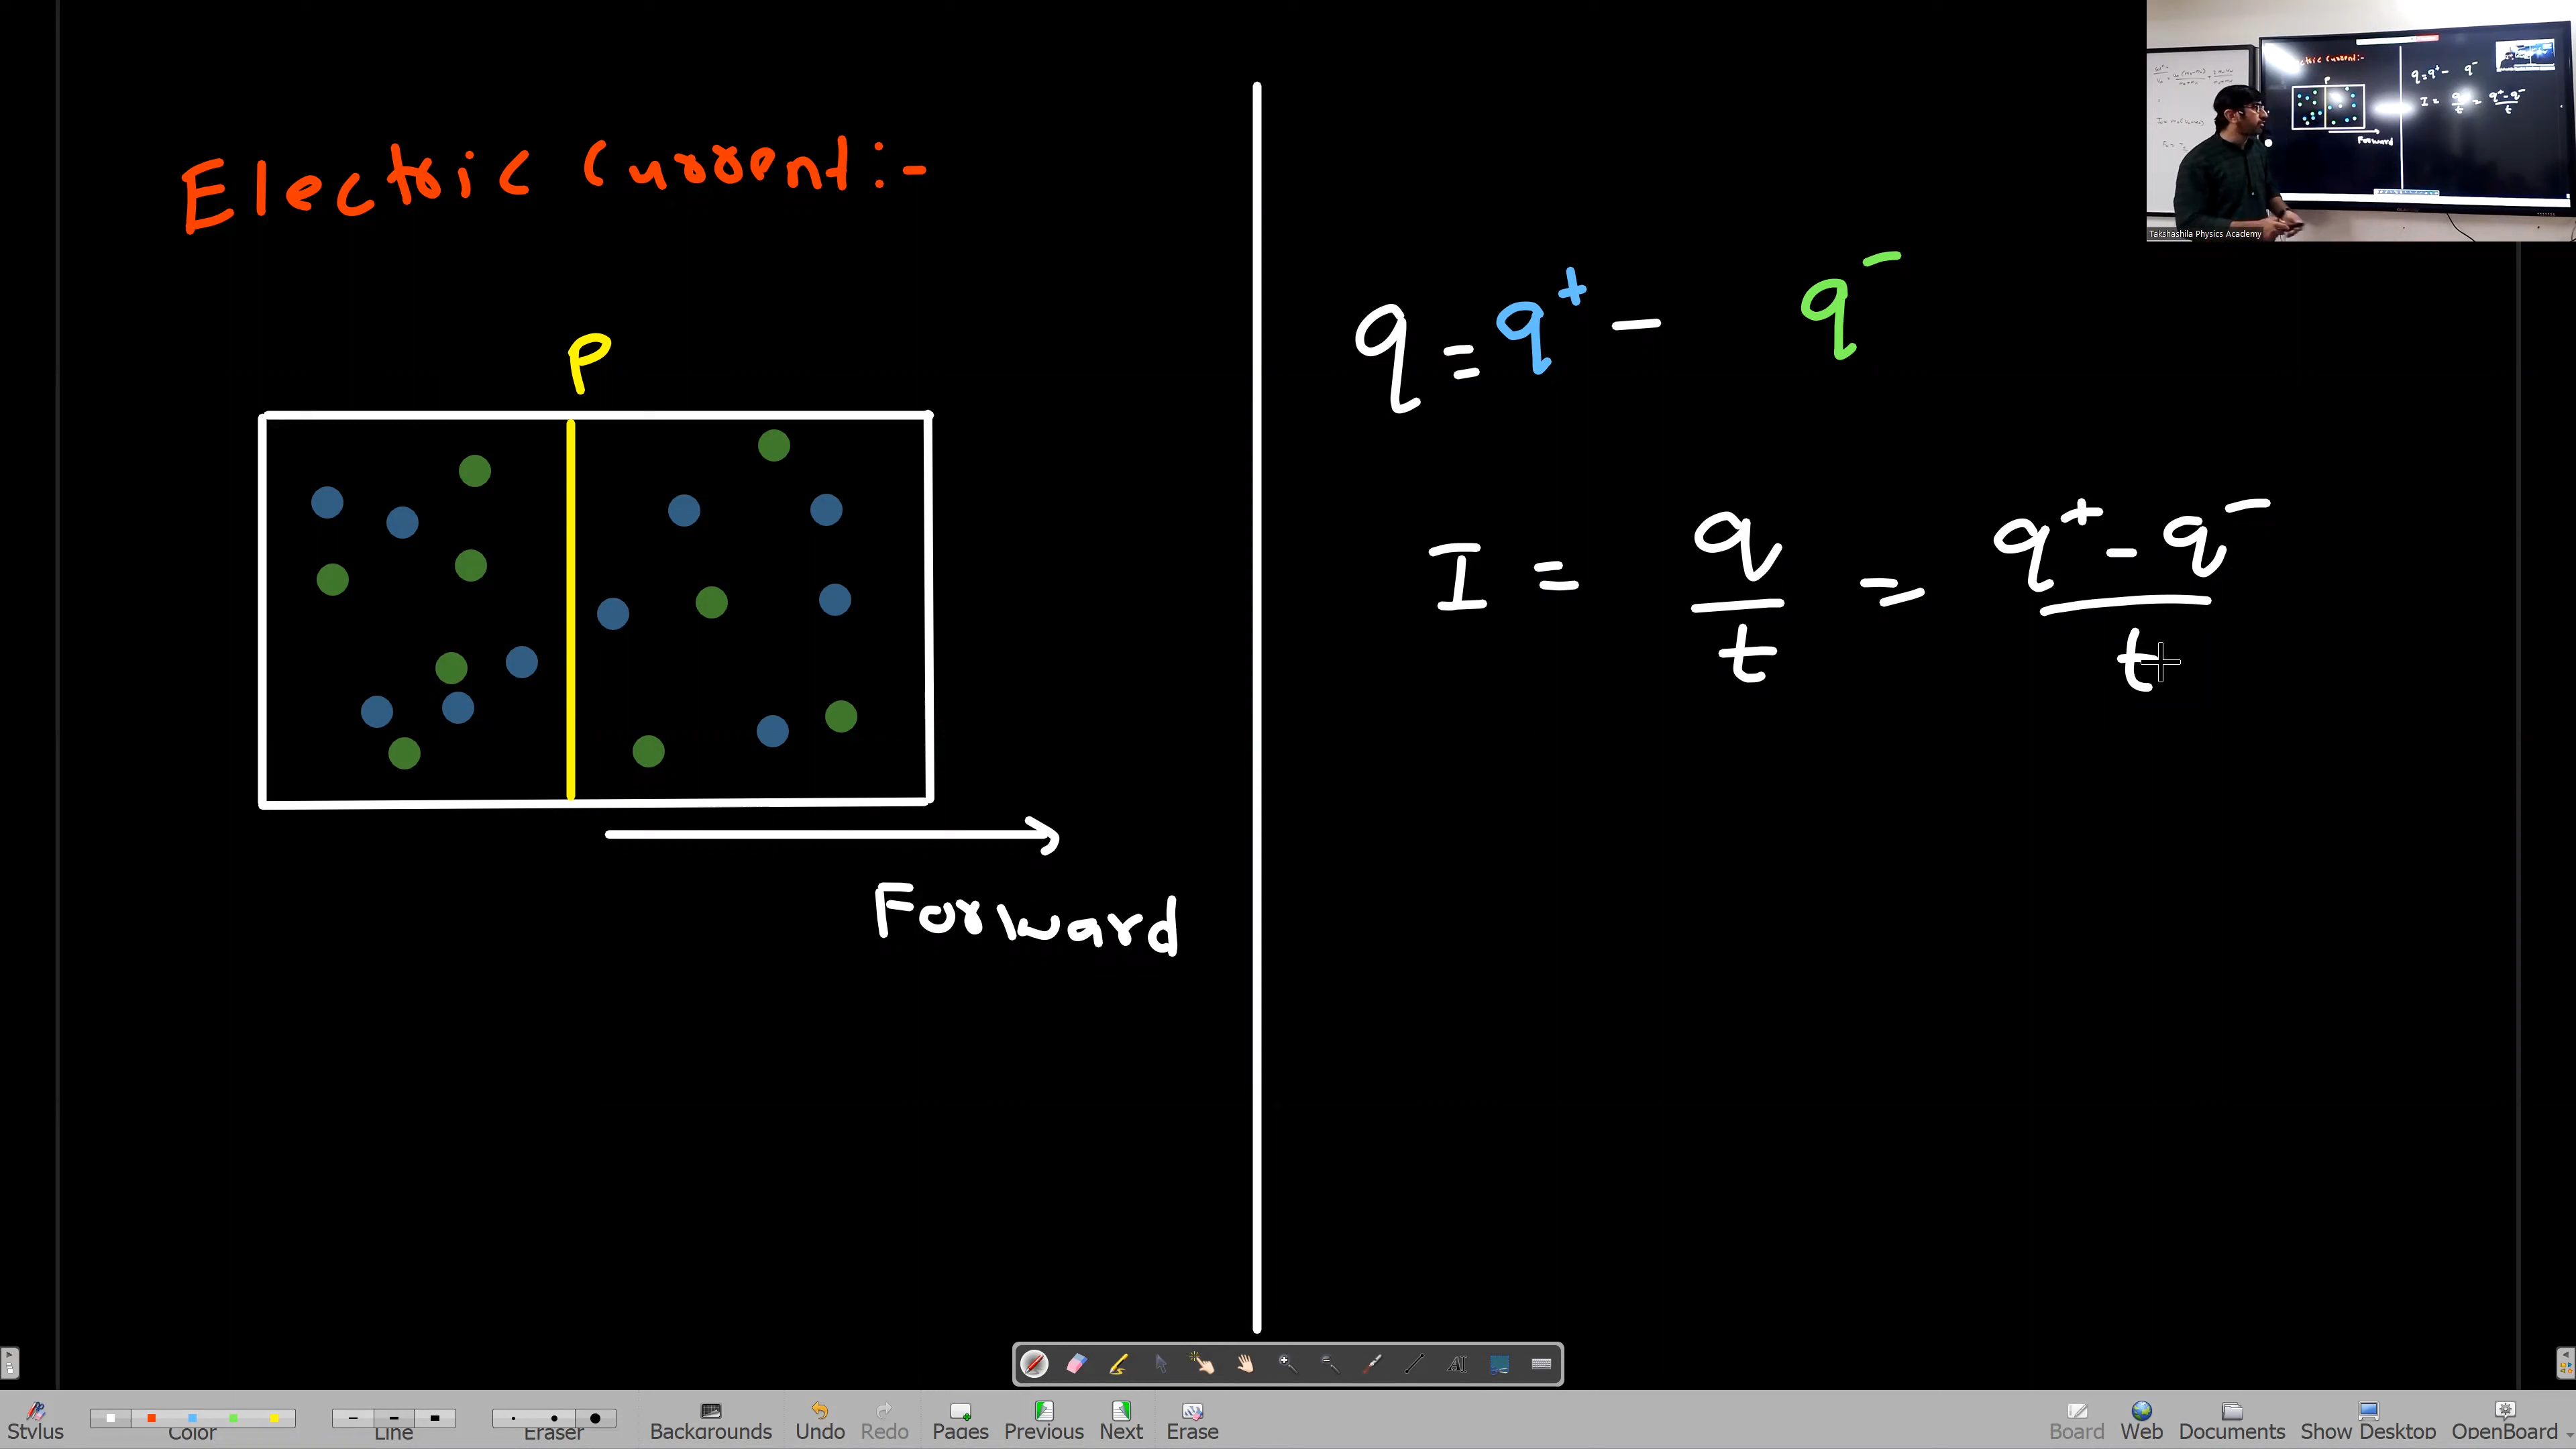 Electric Current:-
P
Forward
q = q⁺ - q⁻
I = q/t = (q⁺ - q⁻)/t
Takshashila Physics Academy
Stylus
Color
Line
Eraser
Backgrounds
Undo
Redo
Pages
Previous
Next
Erase
Board
Web
Documents
Show Desktop
OpenBoard